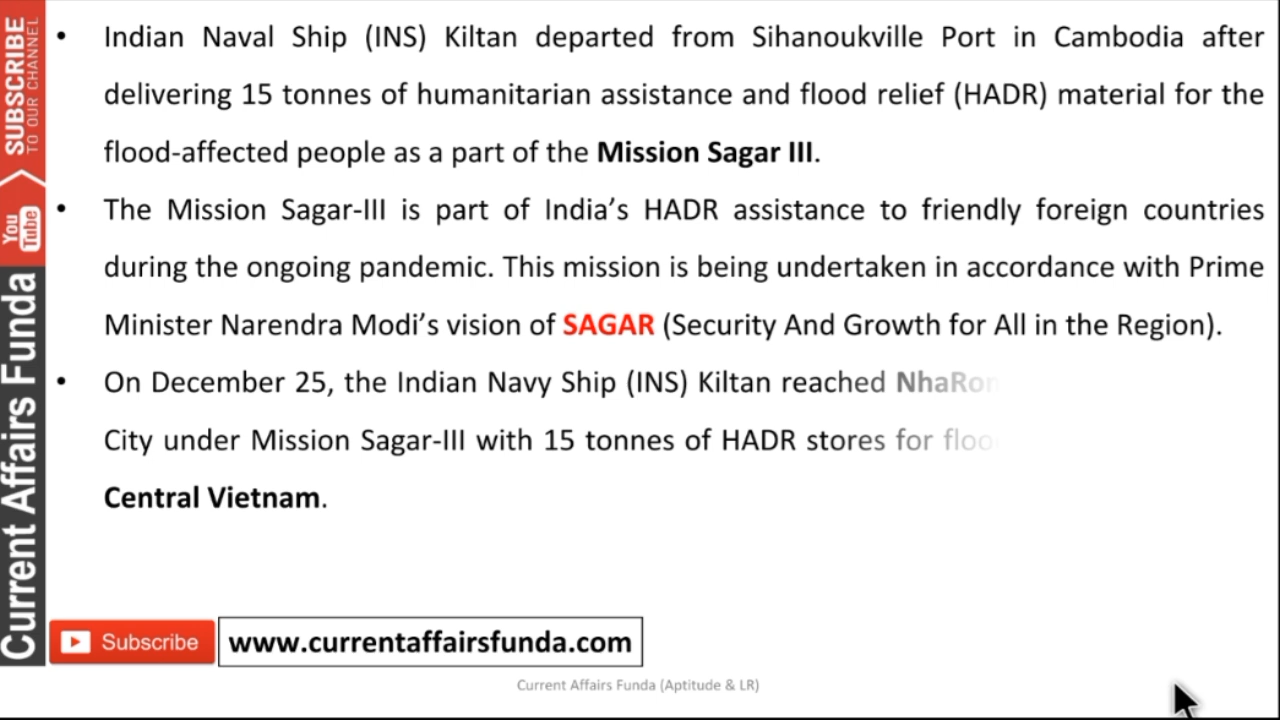 • Indian Naval Ship (INS) Kiltan departed from Sihanoukville Port in Cambodia after
delivering 15 tonnes of humanitarian assistance and flood relief (HADR) material for the
flood-affected people as a part of the Mission Sagar III.
• The Mission Sagar-III is part of India’s HADR assistance to friendly foreign countries
during the ongoing pandemic. This mission is being undertaken in accordance with Prime
Minister Narendra Modi’s vision of SAGAR (Security And Growth for All in the Region).
• On December 25, the Indian Navy Ship (INS) Kiltan reached
City under Mission Sagar-III with 15 tonnes of HADR stores for
Central Vietnam.
SUBSCRIBE
TO OUR CHANNEL
You
Tube
Current Affairs Funda
Subscribe
www.currentaffairsfunda.com
Current Affairs Funda (Aptitude & LR)